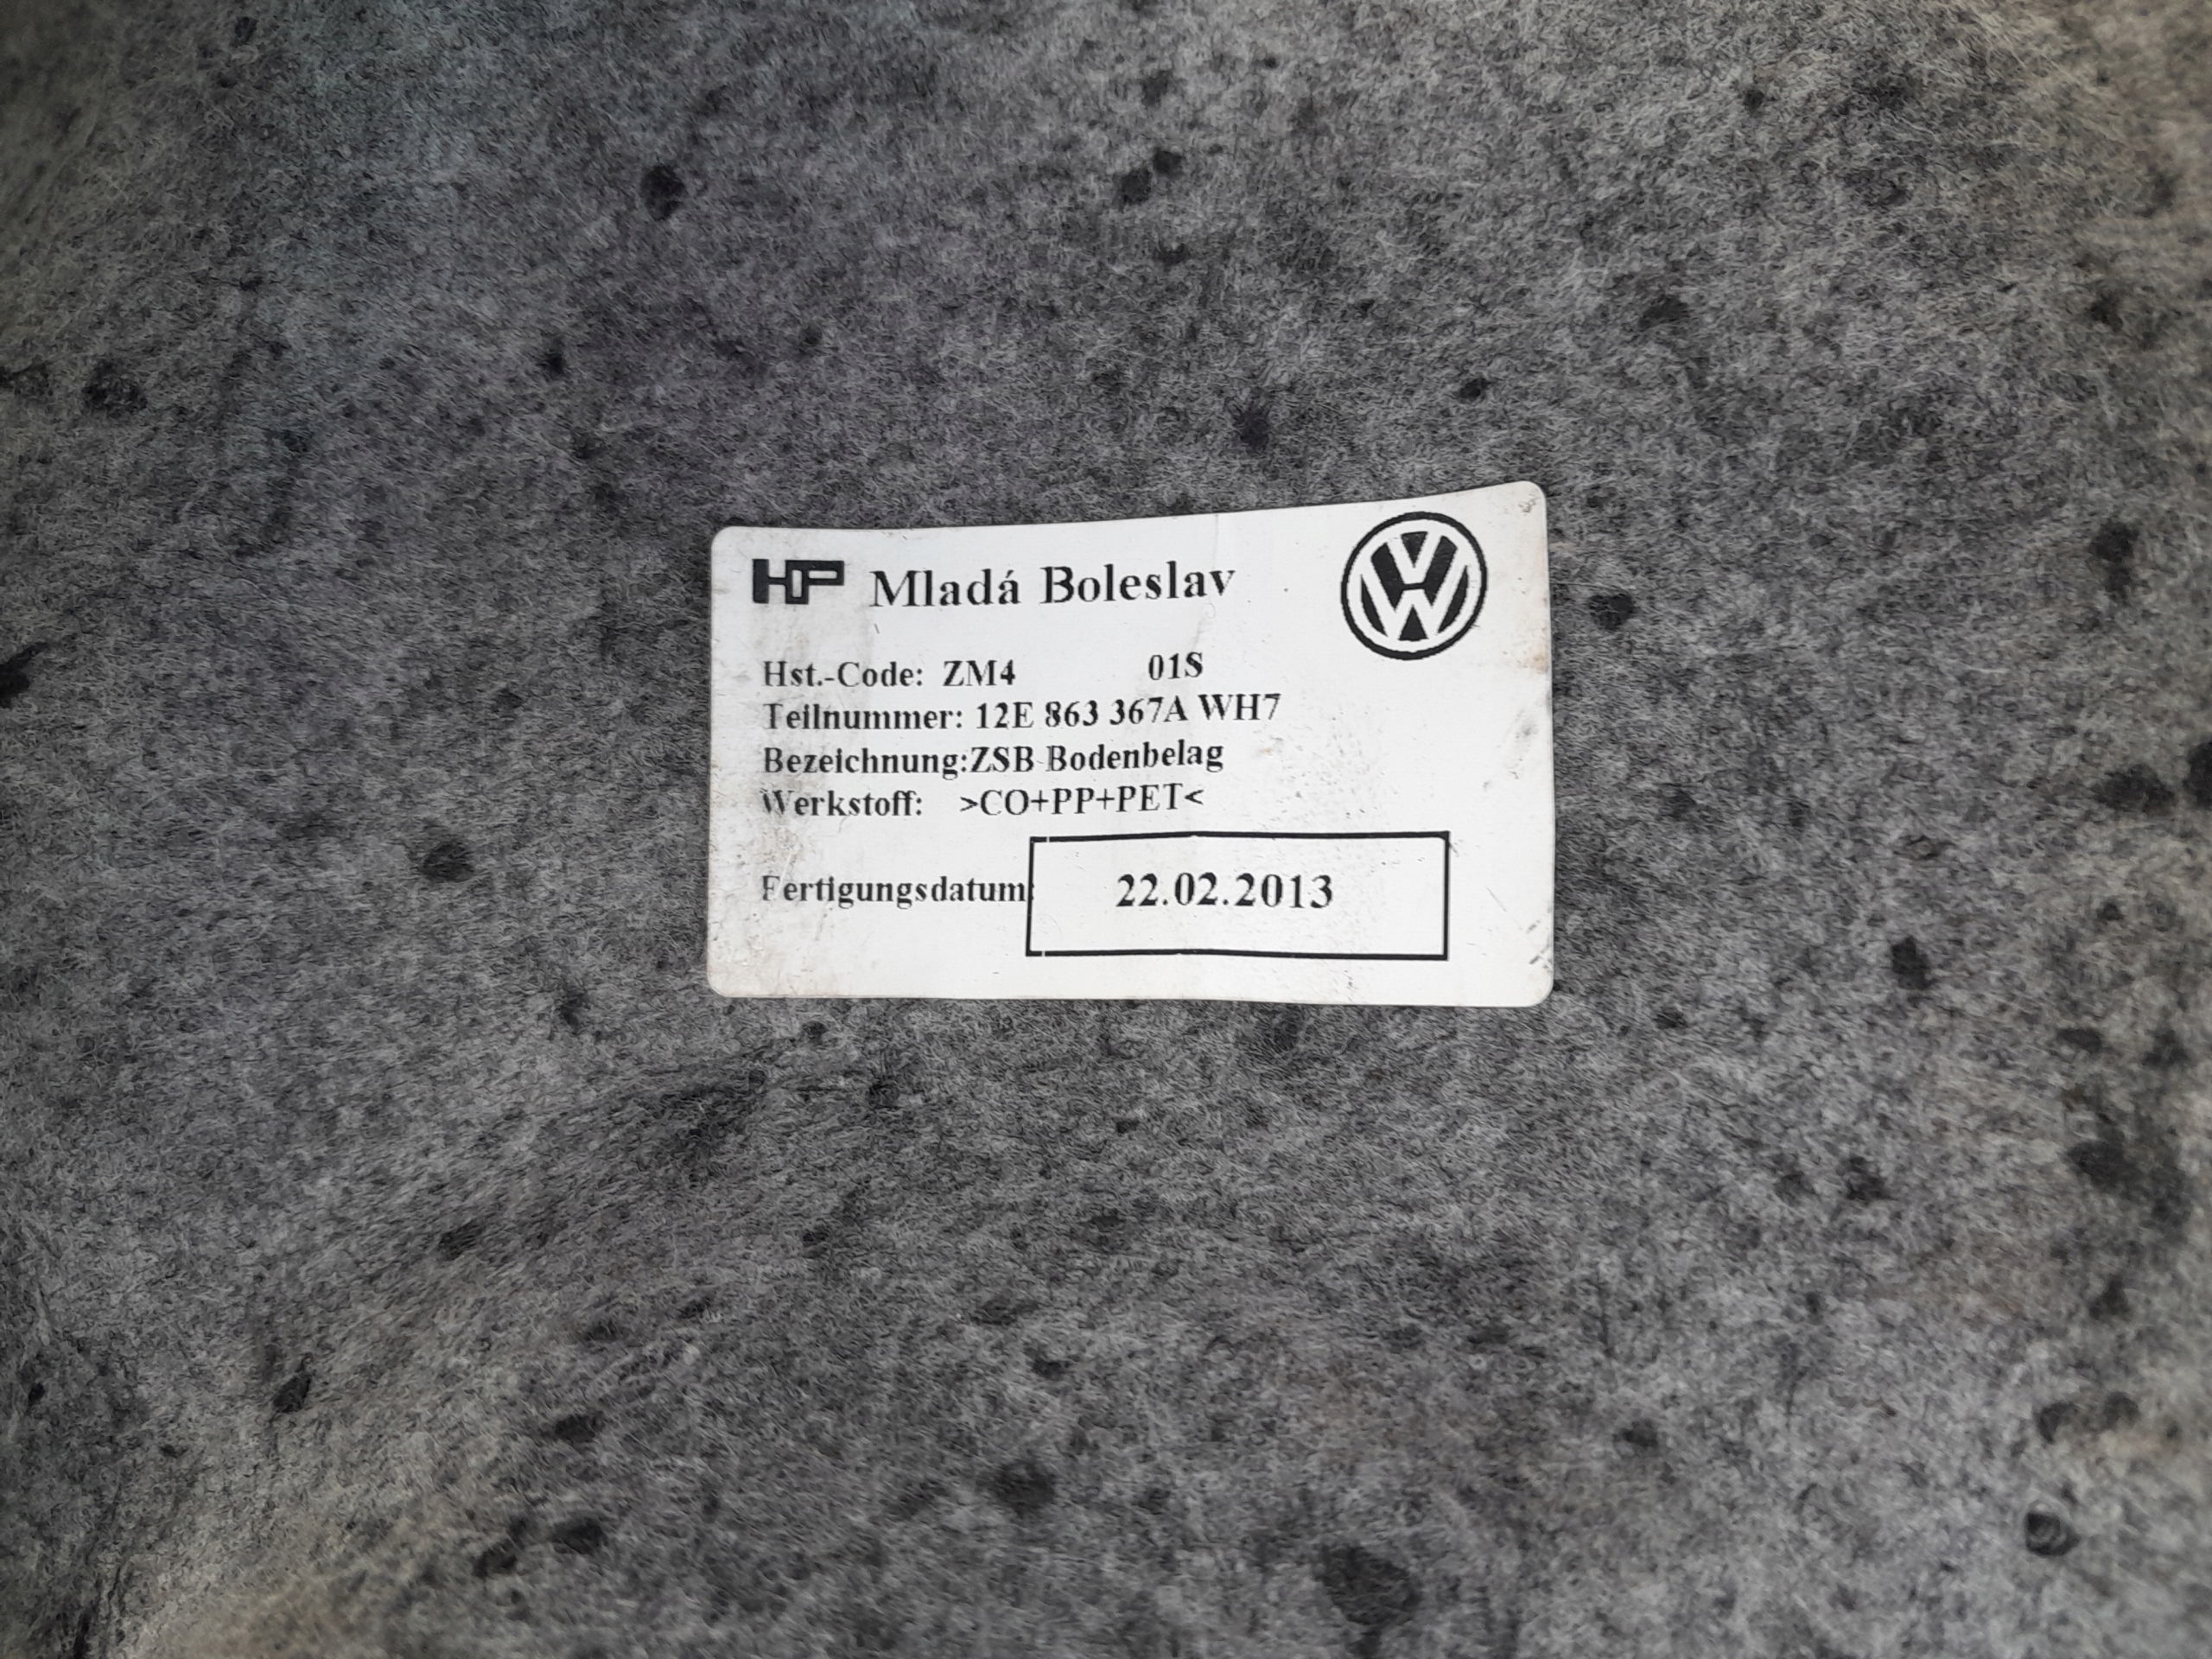 HP Mladá Boleslav
Hst.-Code: ZM4 01S
Teilnummer: 12E 863 367A WH7
Bezeichnung:ZSB Bodenbelag
Werkstoff: >CO+PP+PET<
Fertigungsdatum: 22.02.2013